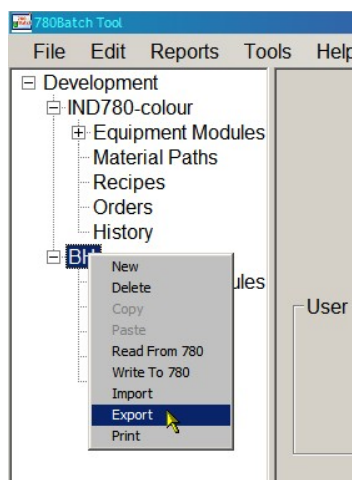 780Batch Tool
File Edit Reports Tools Help
Development
IND780-colour
Equipment Modules
Material Paths
Recipes
Orders
History
New
Delete
Copy
Paste
Read From 780
Write To 780
Import
Export
Print
User